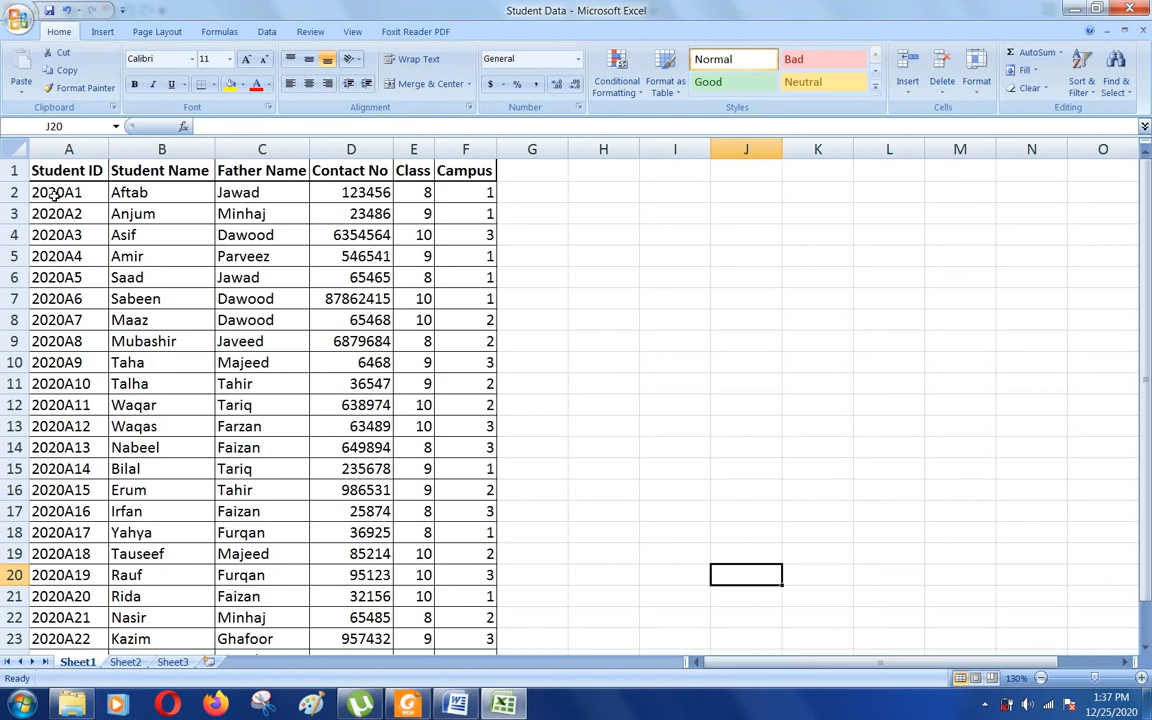 Student Data - Microsoft Excel
Home Insert Page Layout Formulas Data Review View Foxit Reader PDF
Paste Cut Copy Format Painter Clipboard
Calibri 11 Font
Wrap Text Merge & Center Alignment
General Number
Conditional Formatting Format as Table Normal Bad Good Neutral Styles
Insert Delete Format Cells
AutoSum Fill Clear Sort & Filter Find & Select Editing
J20
A B C D E F G H I J K L M N O
1 Student ID Student Name Father Name Contact No Class Campus
2 2020A1 Aftab Jawad 123456 8 1
3 2020A2 Anjum Minhaj 23486 9 1
4 2020A3 Asif Dawood 6354564 10 3
5 2020A4 Amir Parveez 546541 9 1
6 2020A5 Saad Jawad 65465 8 1
7 2020A6 Sabeen Dawood 87862415 10 1
8 2020A7 Maaz Dawood 65468 10 2
9 2020A8 Mubashir Javeed 6879684 8 2
10 2020A9 Taha Majeed 6468 9 3
11 2020A10 Talha Tahir 36547 9 2
12 2020A11 Waqar Tariq 638974 10 2
13 2020A12 Waqas Farzan 63489 10 3
14 2020A13 Nabeel Faizan 649894 8 3
15 2020A14 Bilal Tariq 235678 9 1
16 2020A15 Erum Tahir 986531 9 2
17 2020A16 Irfan Faizan 25874 8 3
18 2020A17 Yahya Furqan 36925 8 1
19 2020A18 Tauseef Majeed 85214 10 2
20 2020A19 Rauf Furqan 95123 10 3
21 2020A20 Rida Faizan 32156 10 1
22 2020A21 Nasir Minhaj 65485 8 2
23 2020A22 Kazim Ghafoor 957432 9 3
Sheet1 Sheet2 Sheet3
Ready 130%
1:37 PM
12/25/2020